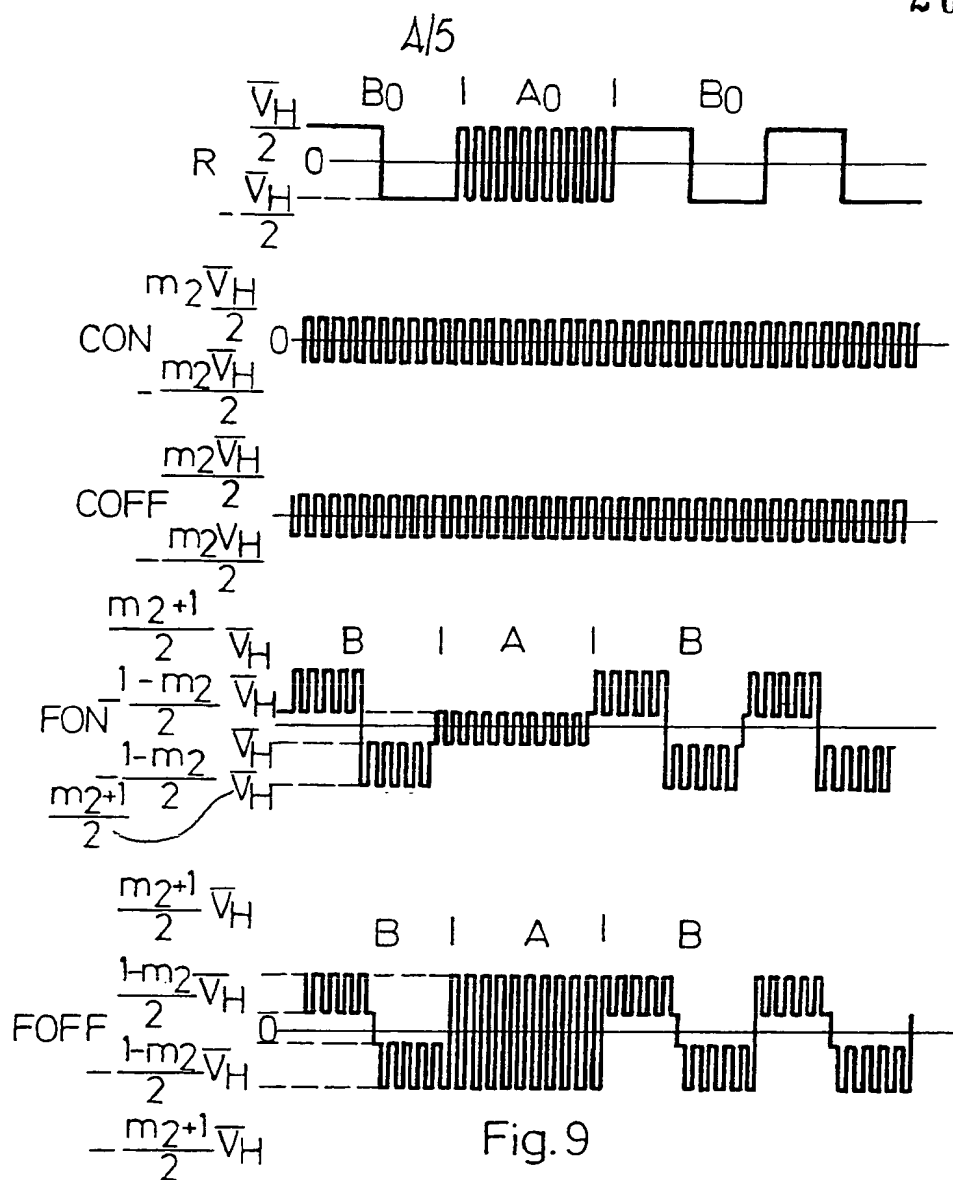 A/5
B0 I A0 I B0
V̅H/2
R 0
-V̅H/2
m2V̅H/2
CON 0
-m2V̅H/2
m2V̅H/2
COFF
-m2VH/2
m2+1/2 V̅H
B I A I B
1-m2/2 V̅H
FON
V̅H
-1-m2/2 V̅H
m2+1/2
m2+1/2 V̅H
B I A I B
1-m2/2 V̅H
FOFF 0
-1-m2/2 V̅H
-m2+1/2 V̅H
Fig. 9